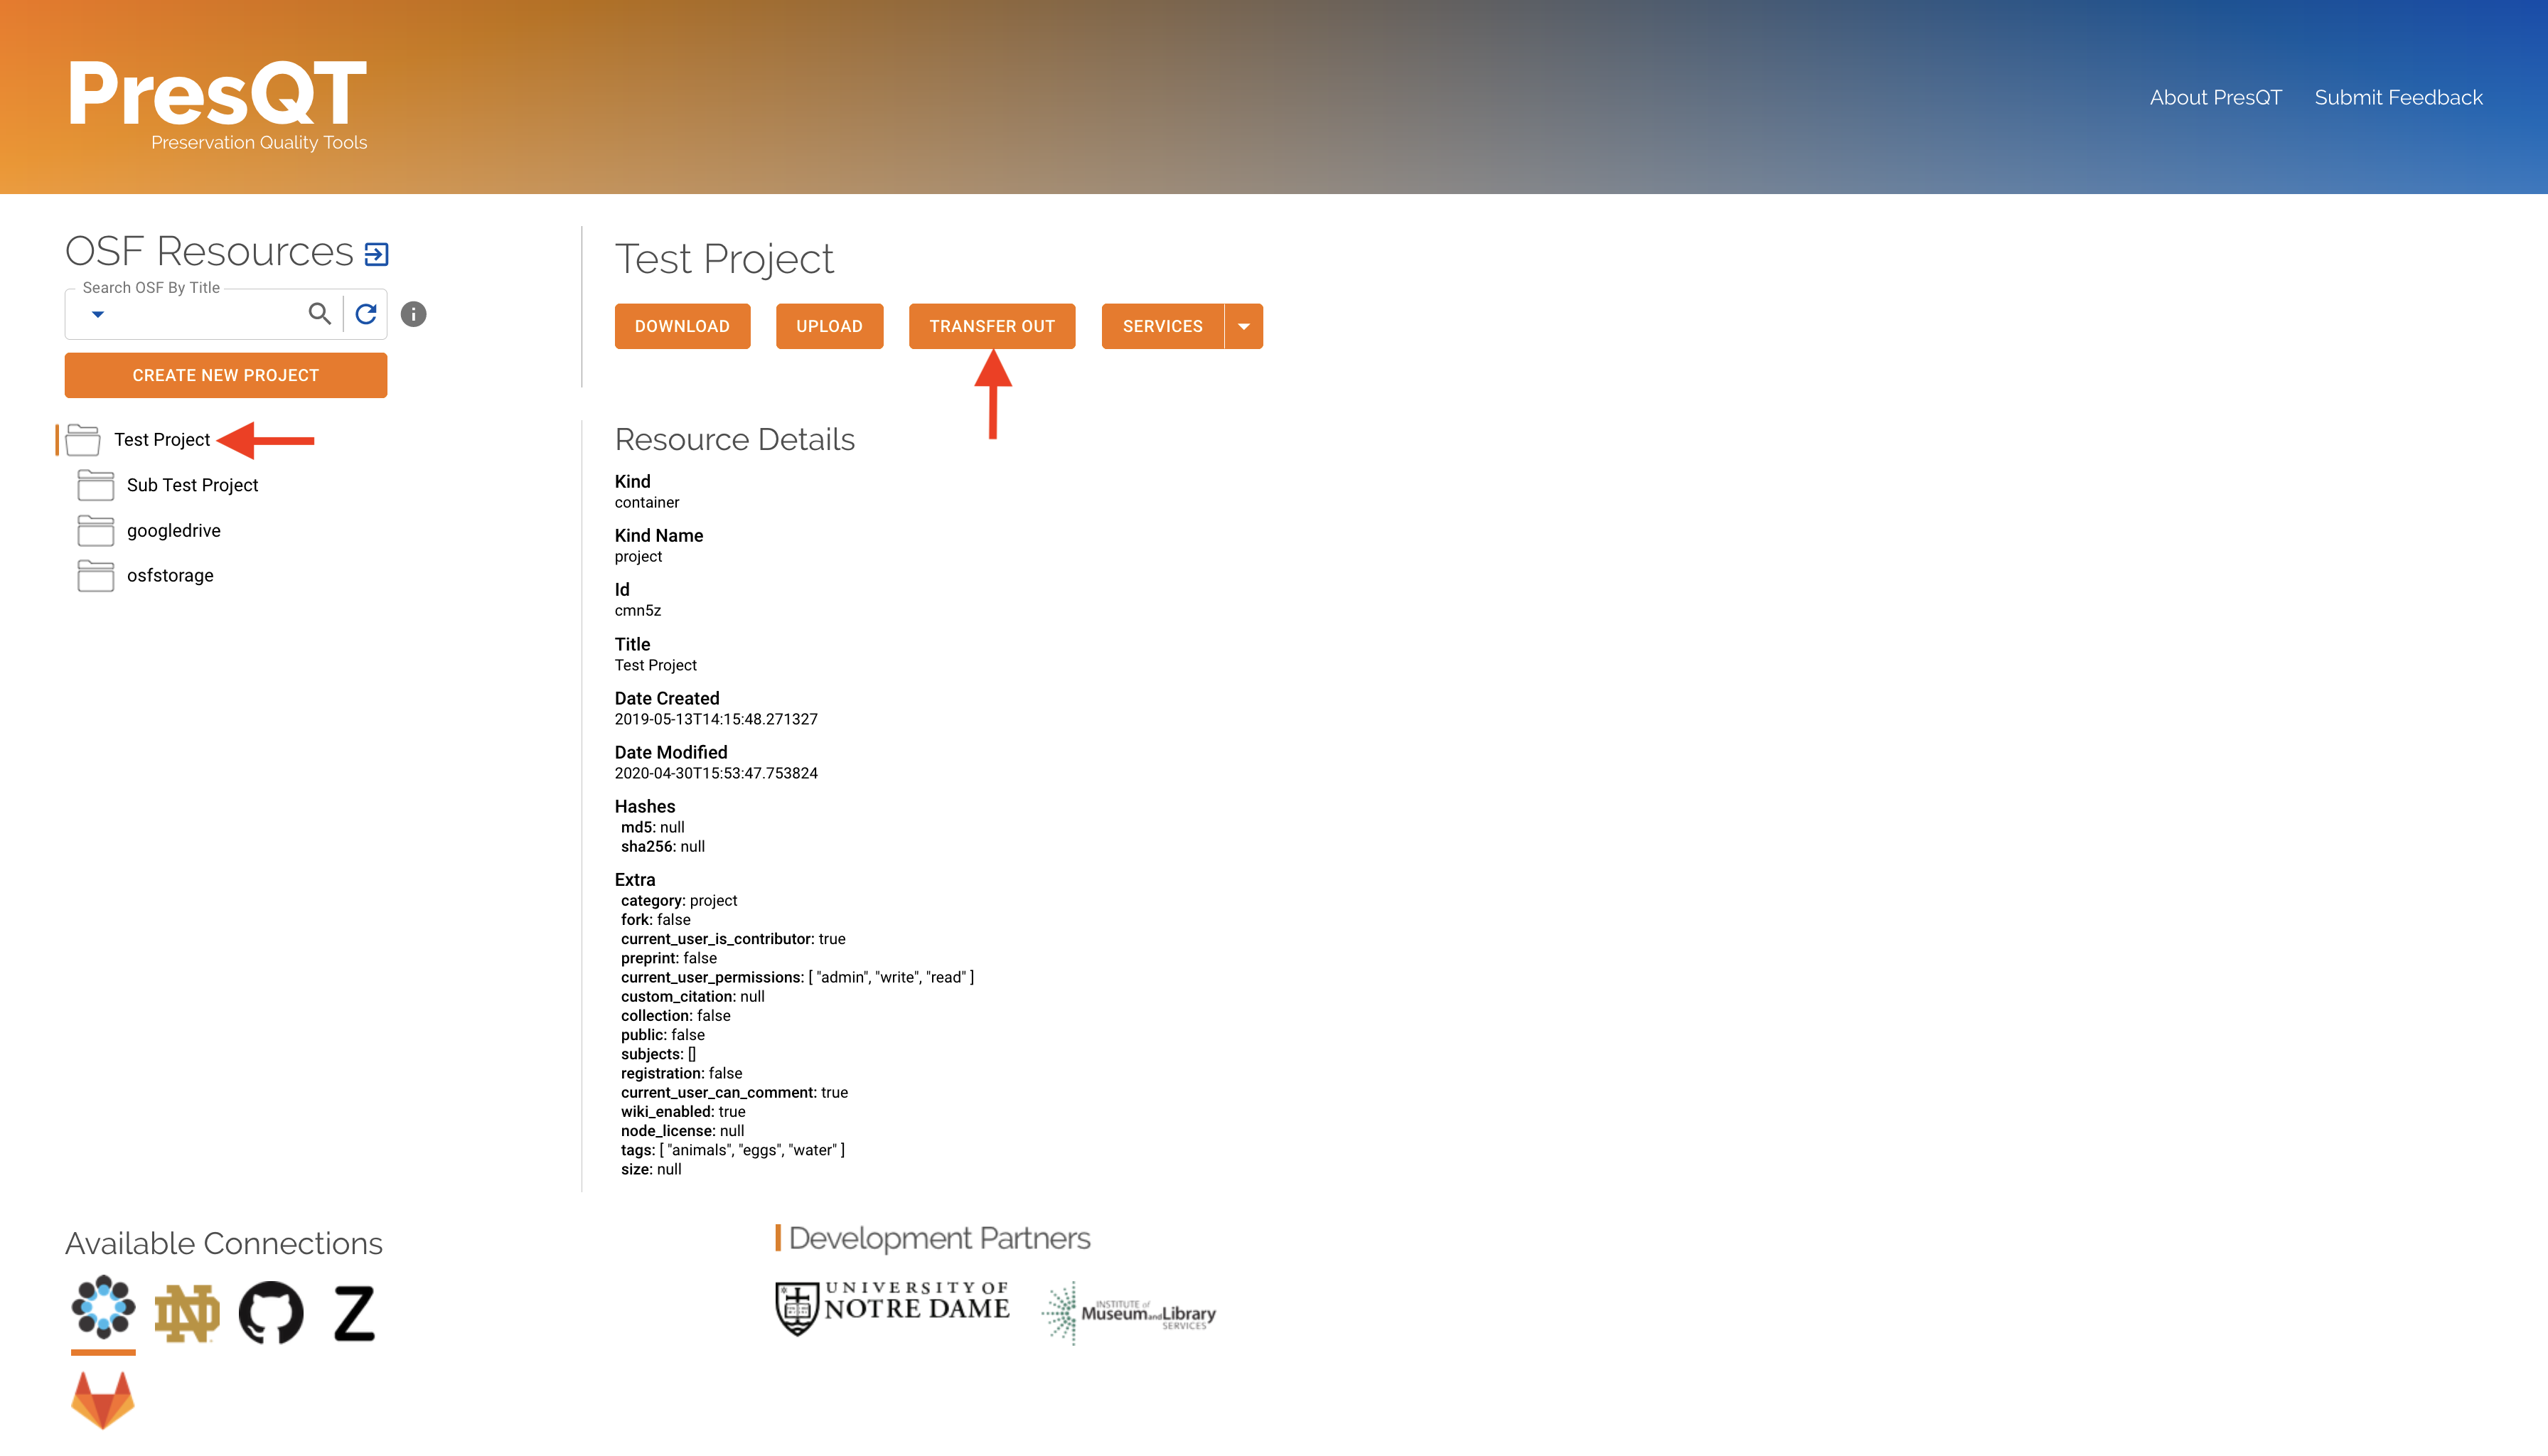 PresQT
Preservation Quality Tools
About PresQT
Submit Feedback
OSF Resources
Search OSF By Title
CREATE NEW PROJECT
Test Project
Sub Test Project
googledrive
osfstorage
Test Project
DOWNLOAD
UPLOAD
TRANSFER OUT
SERVICES
Resource Details
Kind
container
Kind Name
project
Id
cmn5z
Title
Test Project
Date Created
2019-05-13T14:15:48.271327
Date Modified
2020-04-30T15:53:47.753824
Hashes
md5: null
sha256: null
Extra
category: project
fork: false
current_user_is_contributor: true
preprint: false
current_user_permissions: [ "admin", "write", "read" ]
custom_citation: null
collection: false
public: false
subjects: []
registration: false
current_user_can_comment: true
wiki_enabled: true
node_license: null
tags: [ "animals", "eggs", "water" ]
size: null
Available Connections
ND
Z
Development Partners
UNIVERSITY OF
NOTRE DAME
INSTITUTE of
Museum and Library
SERVICES